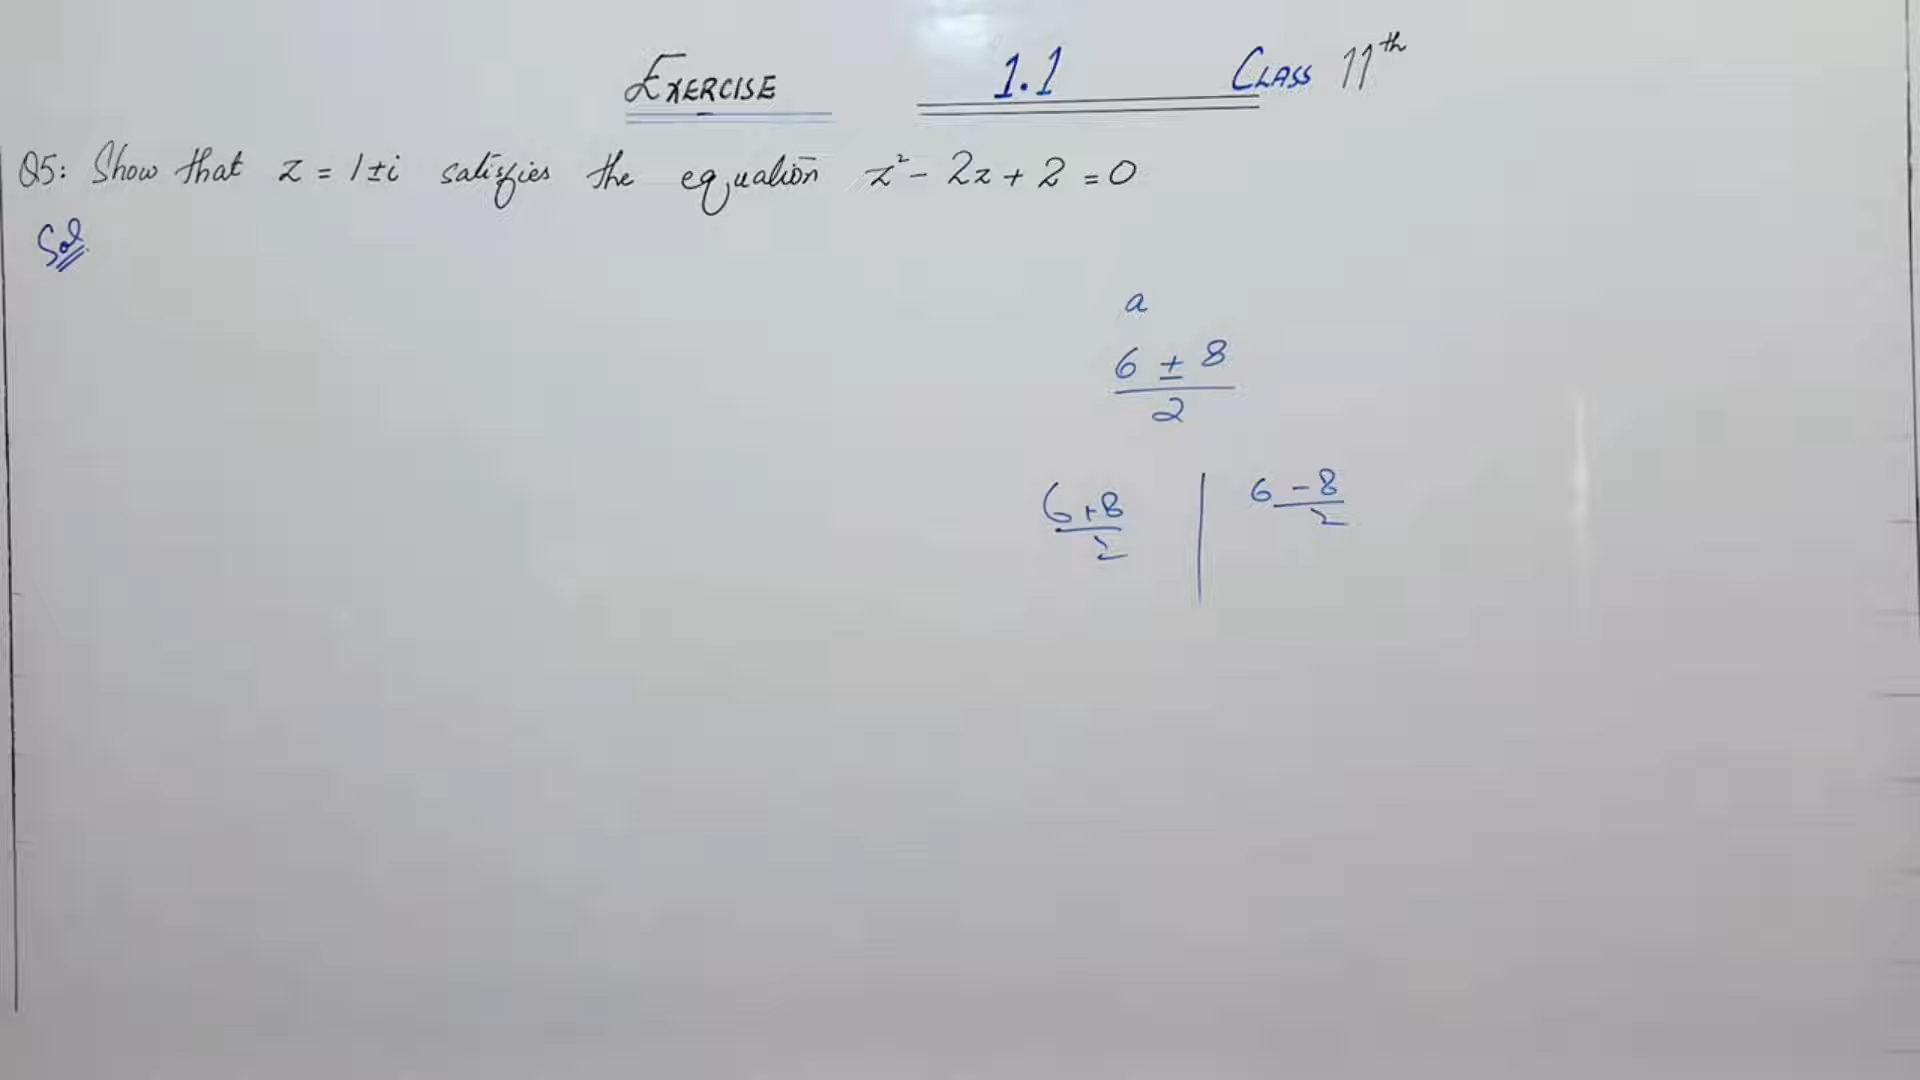 EXERCISE 1.1 CLASS 11th
Q5: Show that z = 1±i satisfies the equation z² - 2z + 2 = 0
Sol.
a
6 ± 8
2
6+8 | 6-8
2 2